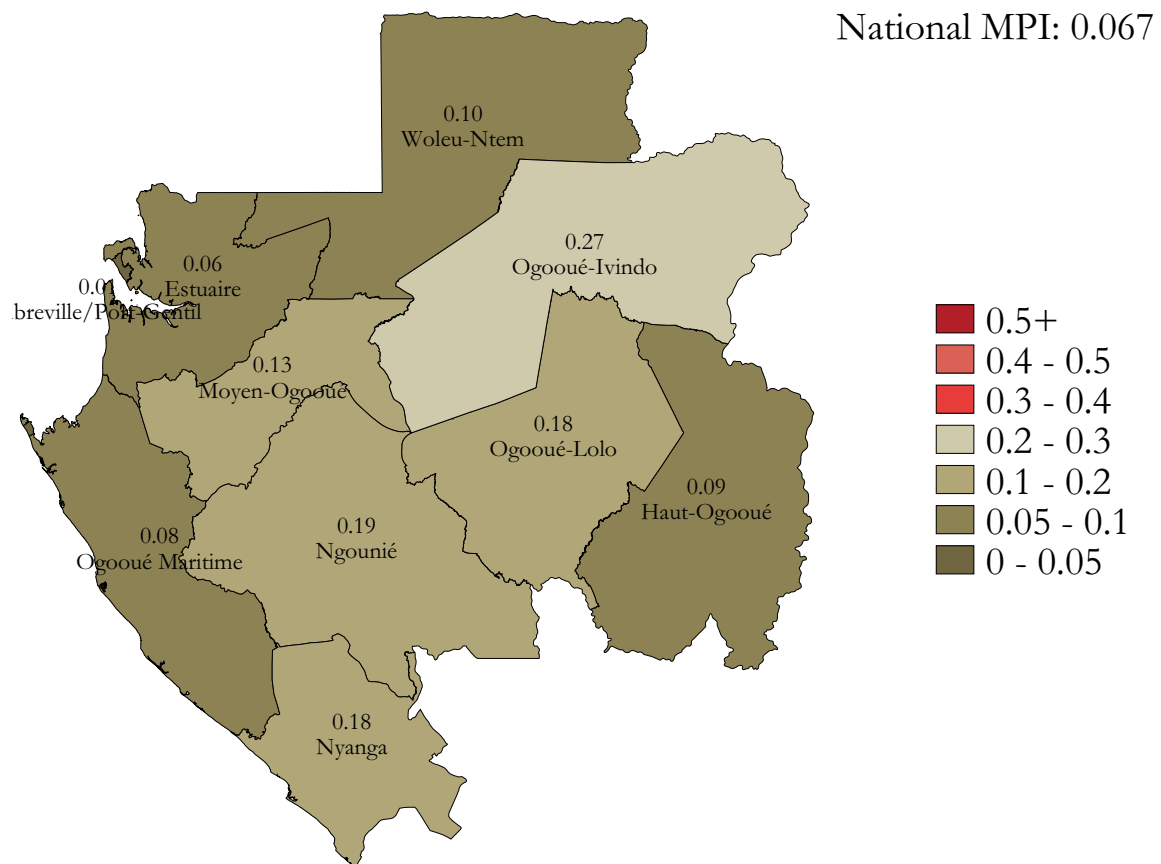 National MPI: 0.067
0.10
Woleu-Ntem
0.27
Ogooué-Ivindo
0.06
Estuaire
0.01
breville/Port-Gentil
0.13
Moyen-Ogooué
0.18
Ogooué-Lolo
0.09
Haut-Ogooué
0.19
Ngounié
0.08
Ogooué Maritime
0.18
Nyanga
0.5+
0.4 - 0.5
0.3 - 0.4
0.2 - 0.3
0.1 - 0.2
0.05 - 0.1
0 - 0.05